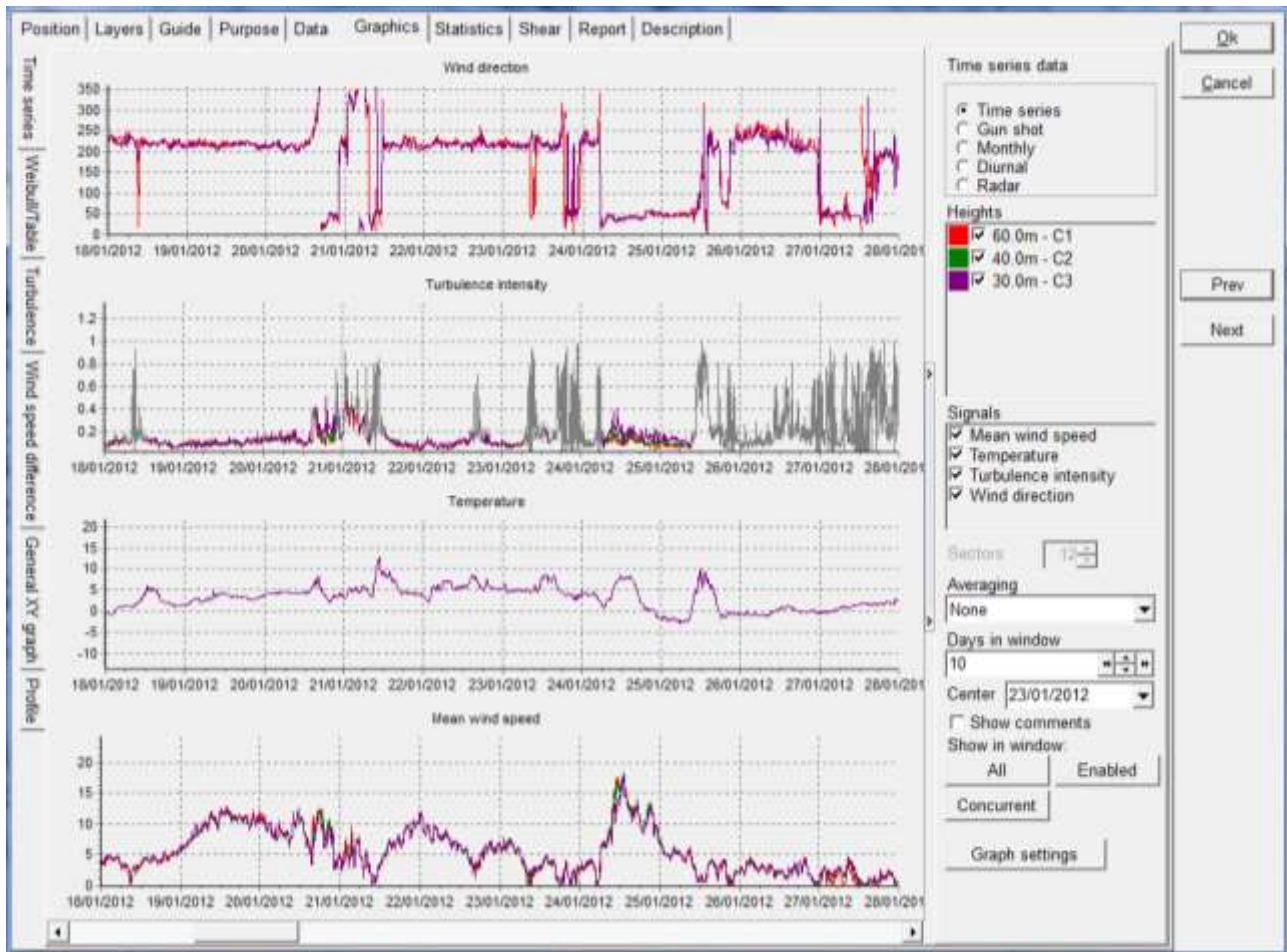 Position Layers Guide Purpose Data Graphics Statistics Shear Report Description
Ok
Cancel
Prev
Next
Time series
Weibull/Table
Turbulence
Wind speed difference
General XY graph
Profile
Wind direction
350
300
250
200
150
100
50
0
18/01/2012 19/01/2012 20/01/2012 21/01/2012 22/01/2012 23/01/2012 24/01/2012 25/01/2012 26/01/2012 27/01/2012 28/01/201
Turbulence intensity
1.2
1
0.8
0.6
0.4
0.2
18/01/2012 19/01/2012 20/01/2012 21/01/2012 22/01/2012 23/01/2012 24/01/2012 25/01/2012 26/01/2012 27/01/2012 28/01/201
Temperature
20
15
10
5
0
-5
-10
18/01/2012 19/01/2012 20/01/2012 21/01/2012 22/01/2012 23/01/2012 24/01/2012 25/01/2012 26/01/2012 27/01/2012 28/01/201
Mean wind speed
20
15
10
5
0
18/01/2012 19/01/2012 20/01/2012 21/01/2012 22/01/2012 23/01/2012 24/01/2012 25/01/2012 26/01/2012 27/01/2012 28/01/201
Time series data
Time series
Gun shot
Monthly
Diurnal
Radar
Heights
60.0m - C1
40.0m - C2
30.0m - C3
Signals
Mean wind speed
Temperature
Turbulence intensity
Wind direction
Sectors 12
Averaging
None
Days in window
10
Center 23/01/2012
Show comments
Show in window:
All Enabled
Concurrent
Graph settings